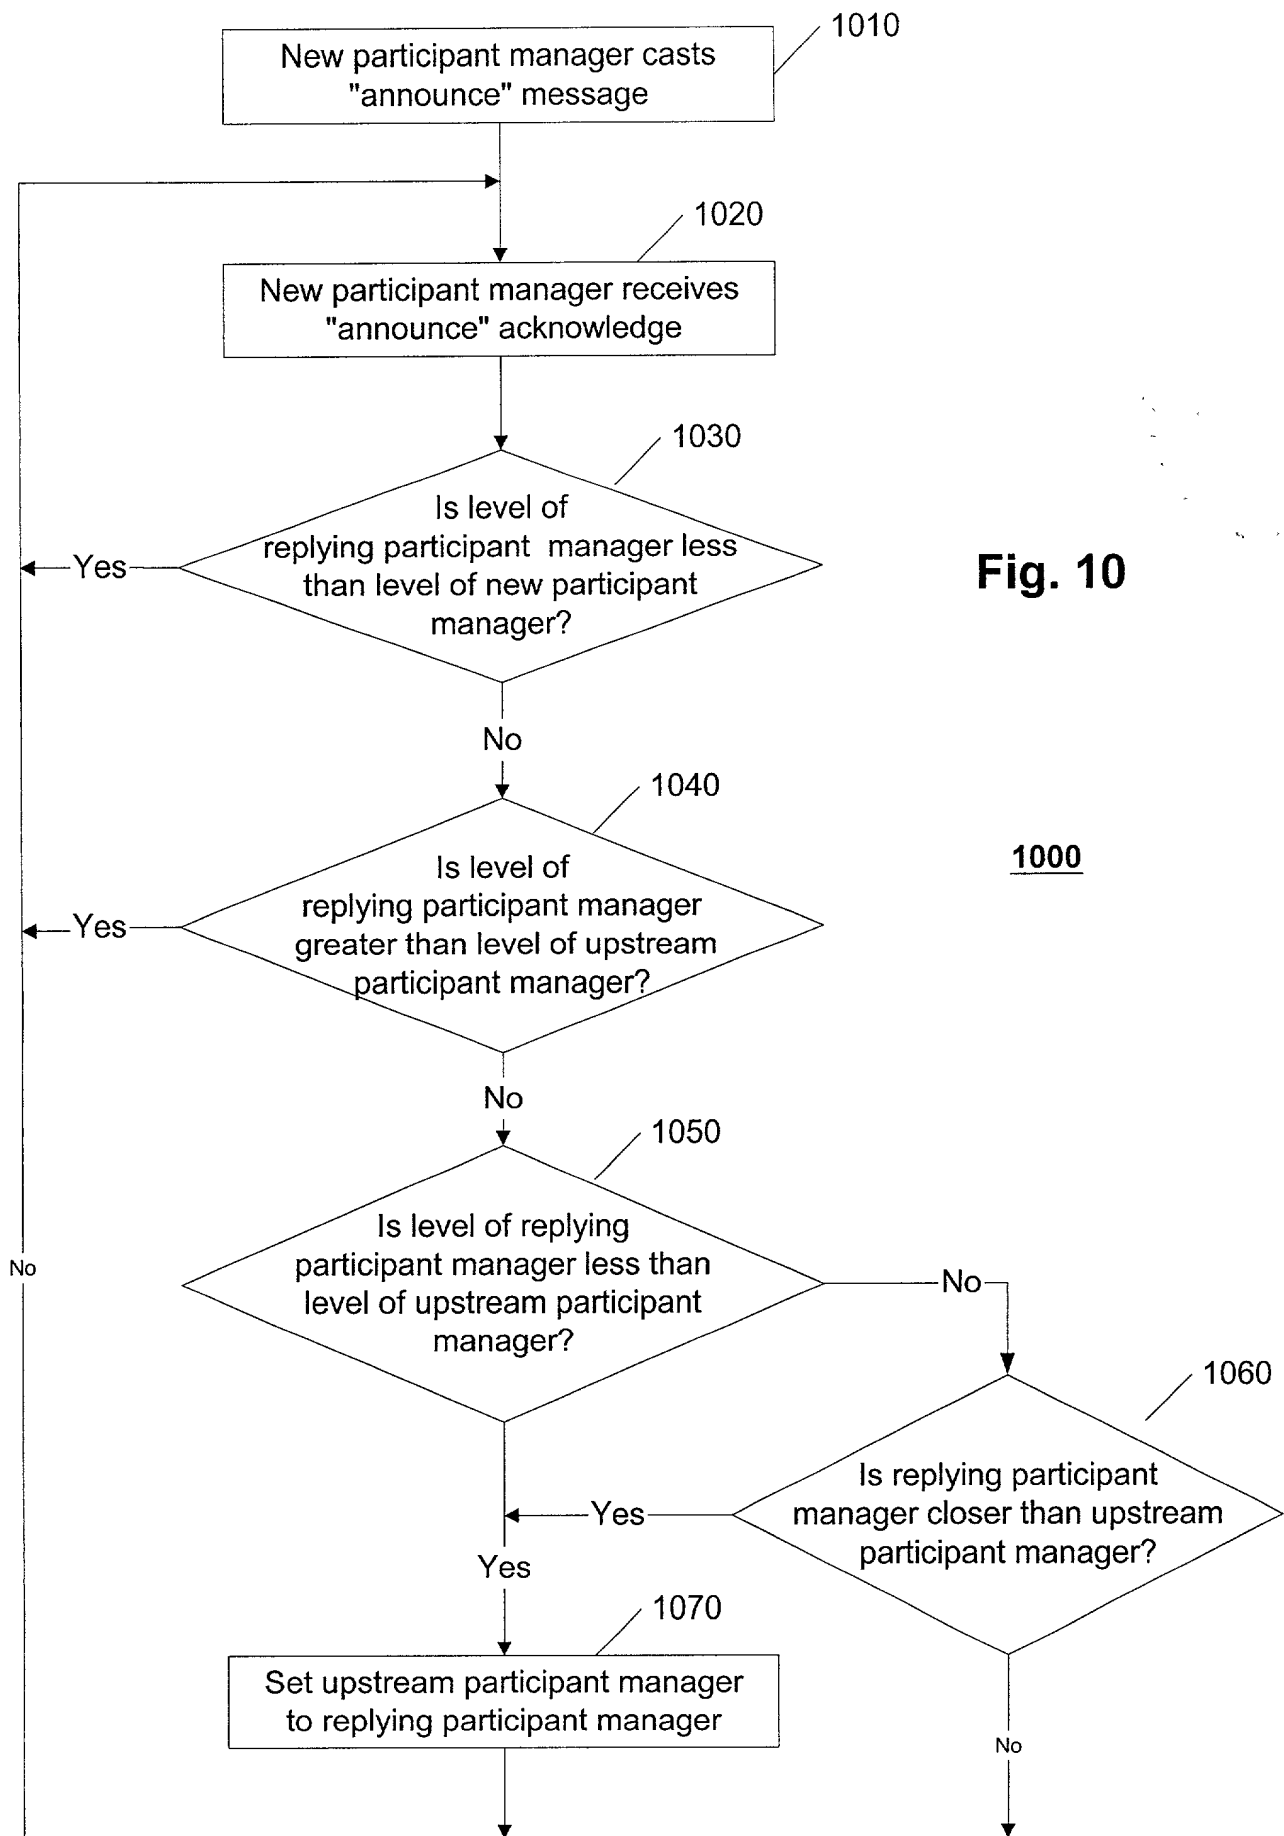 1010
New participant manager casts
"announce" message
1020
New participant manager receives
"announce" acknowledge
1030
Is level of
replying participant manager less
than level of new participant
manager?
Yes
Fig. 10
No
1040
Is level of
replying participant manager
greater than level of upstream
participant manager?
Yes
1000
No
1050
Is level of replying
participant manager less than
level of upstream participant
manager?
No
No
1060
Is replying participant
manager closer than upstream
participant manager?
Yes
Yes
1070
Set upstream participant manager
to replying participant manager
No